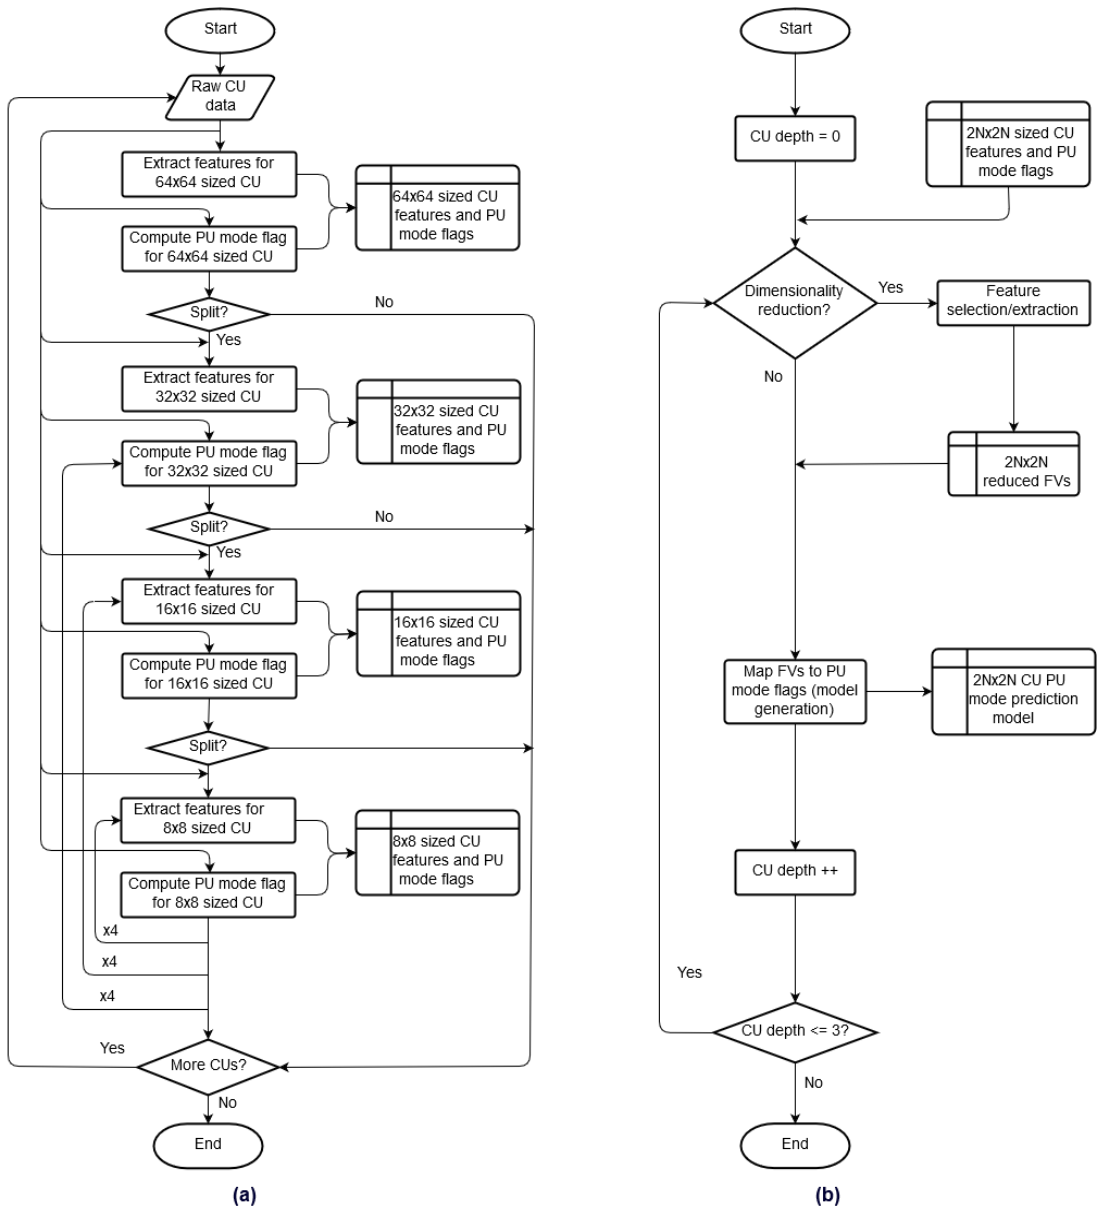 Start
Raw CU
data
Extract features for
64x64 sized CU
64x64 sized CU
features and PU
mode flags
Compute PU mode flag
for 64x64 sized CU
Split?
No
Yes
Extract features for
32x32 sized CU
32x32 sized CU
features and PU
mode flags
Compute PU mode flag
for 32x32 sized CU
Split?
No
Yes
Extract features for
16x16 sized CU
16x16 sized CU
features and PU
mode flags
Compute PU mode flag
for 16x16 sized CU
Split?
Extract features for
8x8 sized CU
8x8 sized CU
features and PU
mode flags
Compute PU mode flag
for 8x8 sized CU
x4
x4
x4
Yes
More CUs?
No
End
(a)
Start
CU depth = 0
2Nx2N sized CU
features and PU
mode flags
Dimensionality
reduction?
Yes
Feature
selection/extraction
No
2Nx2N
reduced FVs
Map FVs to PU
mode flags (model
generation)
2Nx2N CU PU
mode prediction
model
CU depth ++
Yes
CU depth <= 3?
No
End
(b)